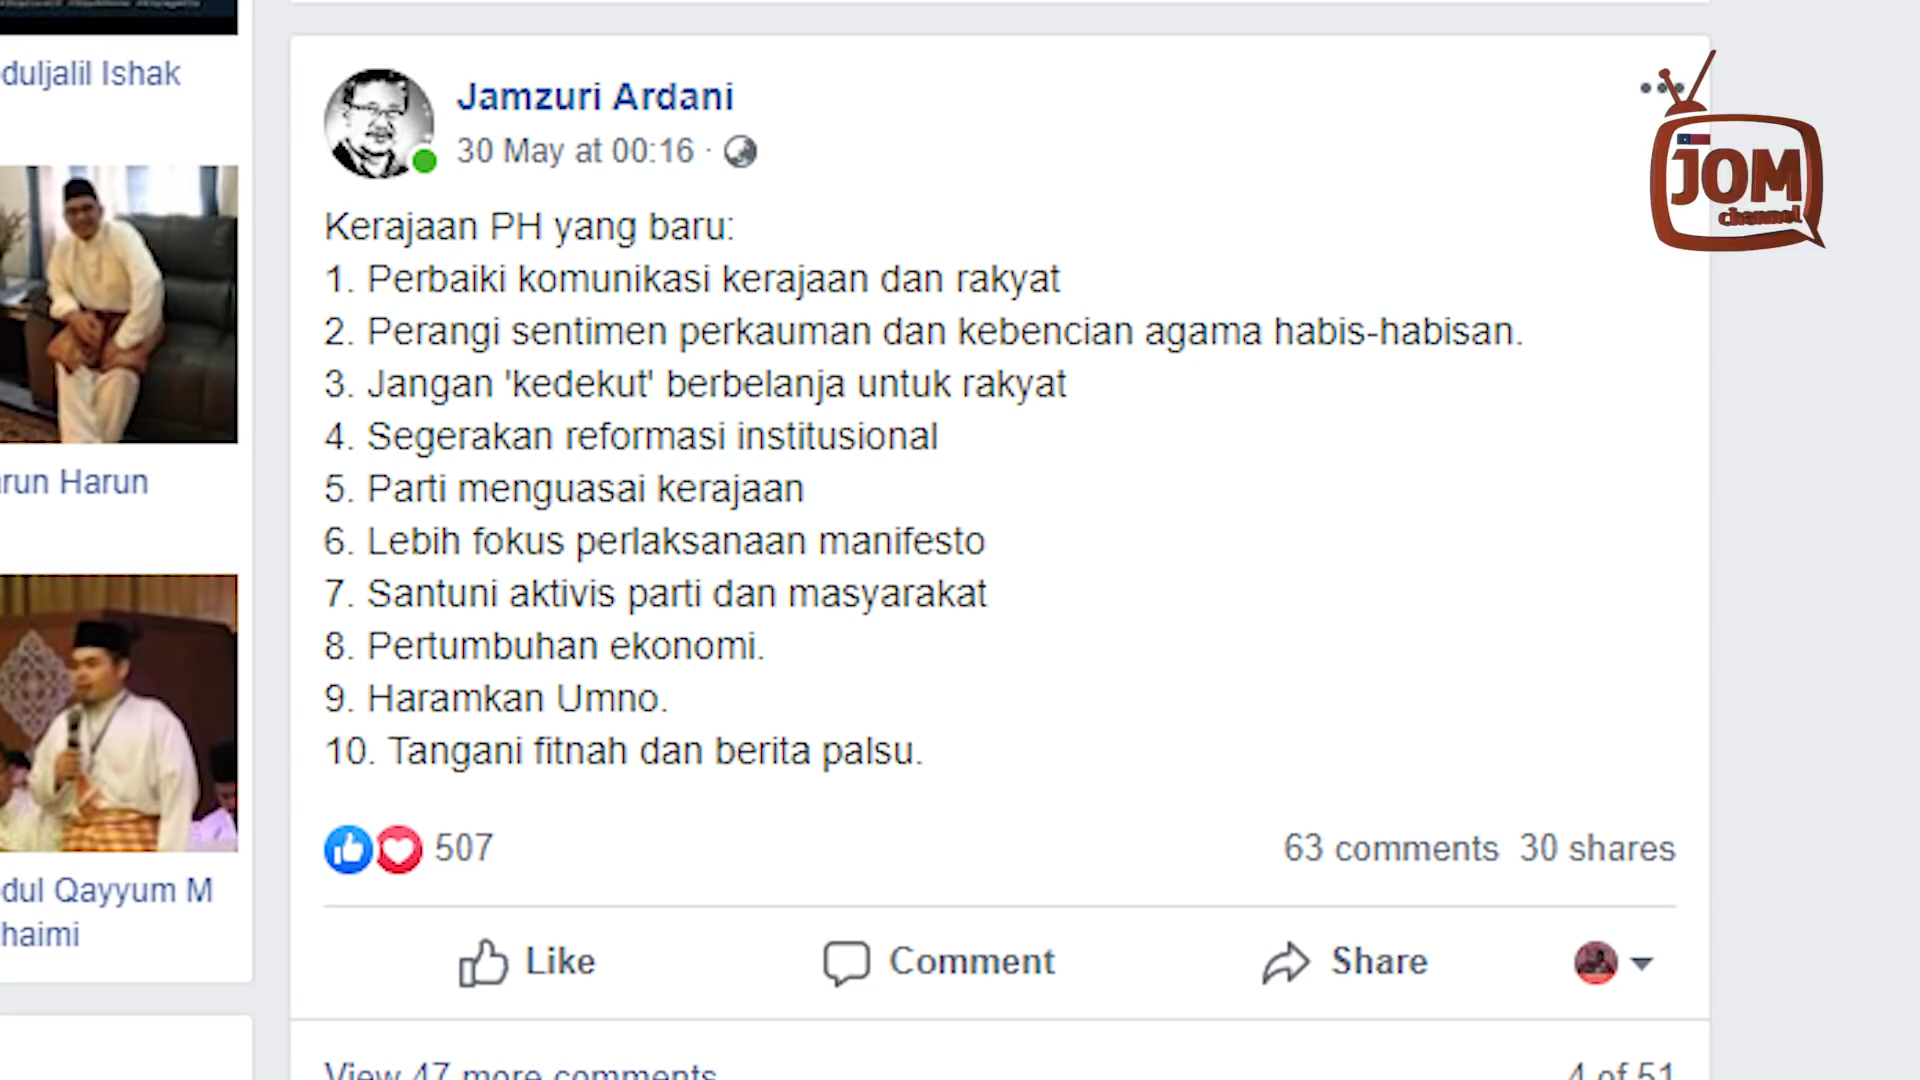 duljalil Ishak
run Harun
dul Qayyum M
haimi
Jamzuri Ardani
30 May at 00:16 ·
Kerajaan PH yang baru:
1. Perbaiki komunikasi kerajaan dan rakyat
2. Perangi sentimen perkauman dan kebencian agama habis-habisan.
3. Jangan 'kedekut' berbelanja untuk rakyat
4. Segerakan reformasi institusional
5. Parti menguasai kerajaan
6. Lebih fokus perlaksanaan manifesto
7. Santuni aktivis parti dan masyarakat
8. Pertumbuhan ekonomi.
9. Haramkan Umno.
10. Tangani fitnah dan berita palsu.
507
63 comments 30 shares
Like Comment Share
View 47 more comments
4 of 51
JOM
channel